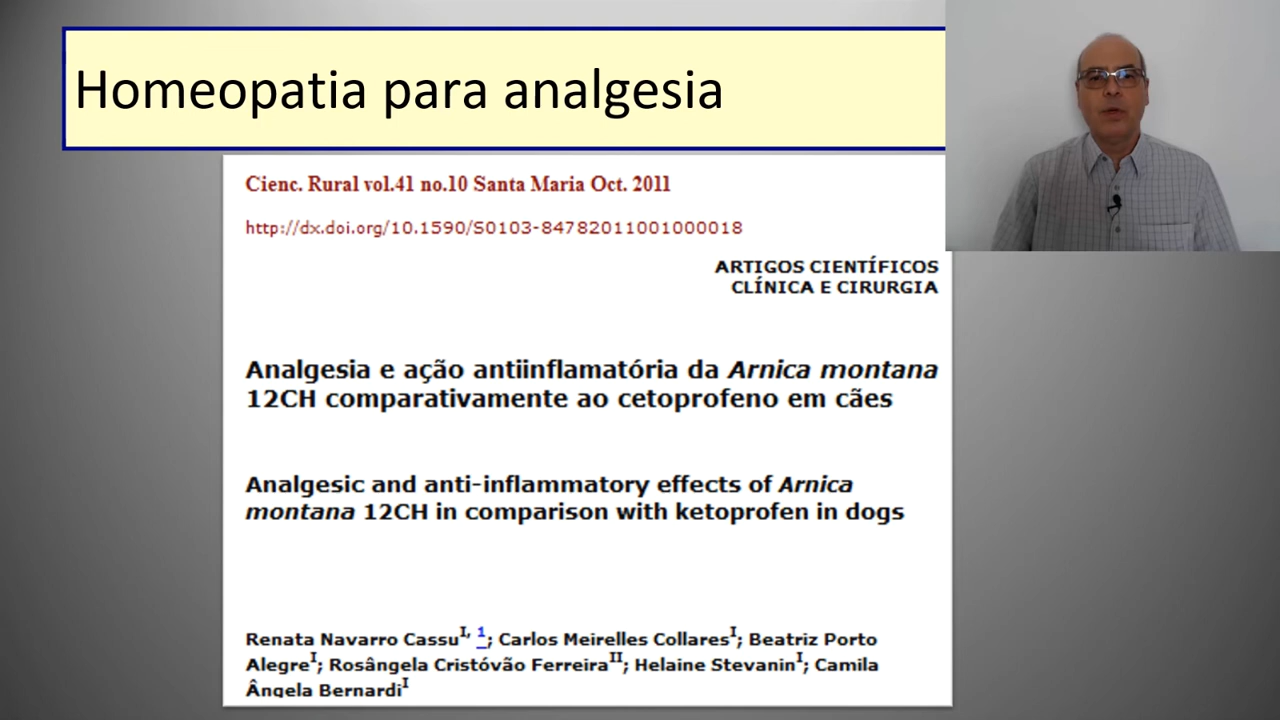 Homeopatia para analgesia
Cienc. Rural vol.41 no.10 Santa Maria Oct. 2011
http://dx.doi.org/10.1590/S0103-84782011001000018
ARTIGOS CIENTÍFICOS
CLÍNICA E CIRURGIA
Analgesia e ação antiinflamatória da Arnica montana
12CH comparativamente ao cetoprofeno em cães
Analgesic and anti-inflammatory effects of Arnica
montana 12CH in comparison with ketoprofen in dogs
Renata Navarro Cassu^I, 1; Carlos Meirelles Collares^I; Beatriz Porto
Alegre^I; Rosângela Cristóvão Ferreira^II; Helaine Stevanin^I; Camila
Ângela Bernardi^I